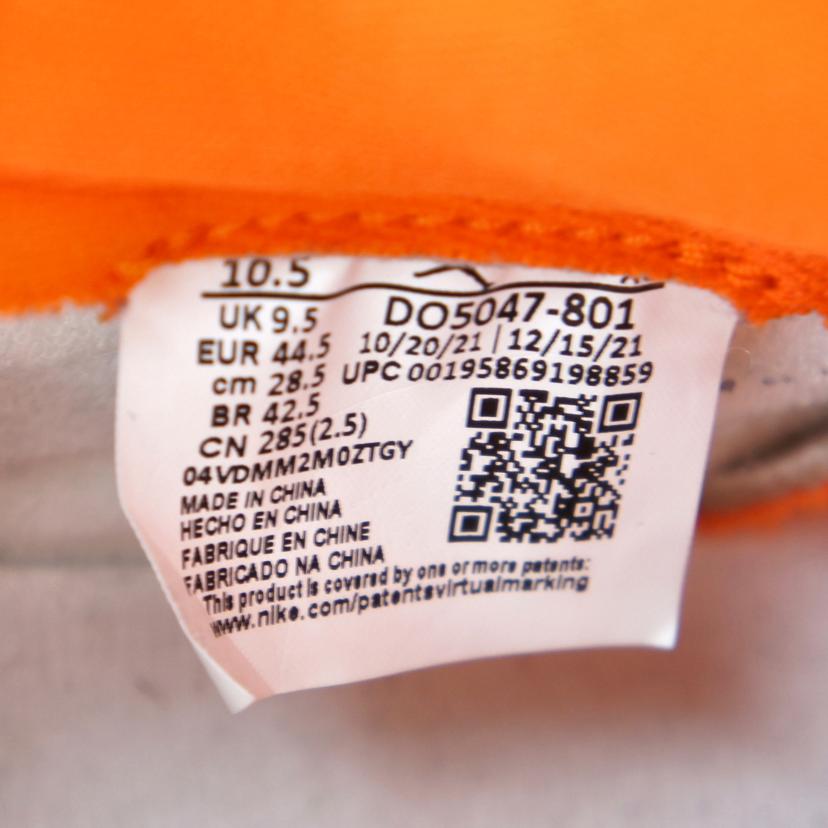 10.5
UK 9.5
EUR 44.5
cm 28.5
BR 42.5
CN 285(2.5)
DO5047-801
10/20/21 | 12/15/21
UPC 00195869198859
04VDMM2M0ZTGY
MADE IN CHINA
HECHO EN CHINA
FABRIQUE EN CHINE
FABRICADO NA CHINA
This product is covered by one or more patents:
www.nike.com/patentsvirtualmarking